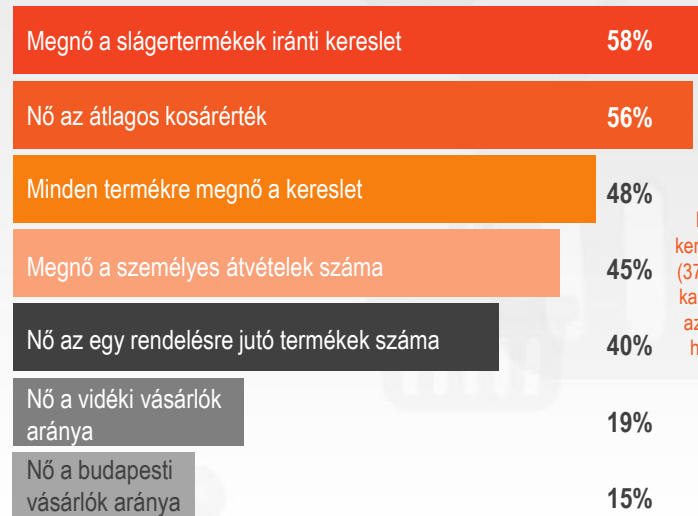 Megnő a slágertermékek iránti kereslet 58%
Nő az átlagos kosárérték 56%
Minden termékre megnő a kereslet 48%
Megnő a személyes átvételek száma 45%
Nő az egy rendelésre jutó termékek száma 40%
Nő a vidéki vásárlók
aránya 19%
Nő a budapesti
vásárlók aránya 15%
(37
az